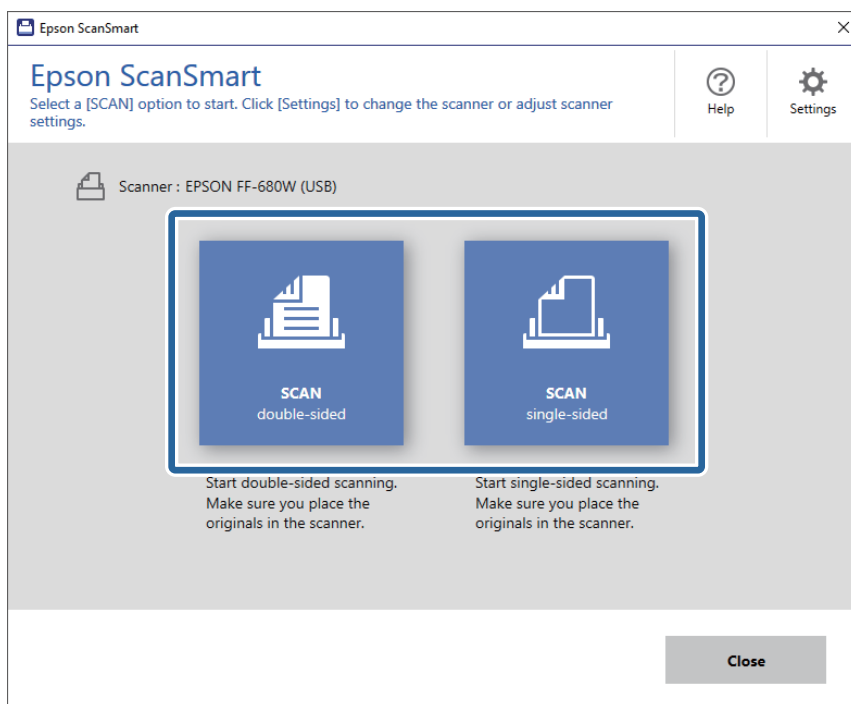 Epson ScanSmart
Epson ScanSmart
Select a [SCAN] option to start. Click [Settings] to change the scanner or adjust scanner
settings.
Help
Settings
Scanner : EPSON FF-680W (USB)
SCAN
double-sided
SCAN
single-sided
Start double-sided scanning.
Make sure you place the
originals in the scanner.
Start single-sided scanning.
Make sure you place the
originals in the scanner.
Close